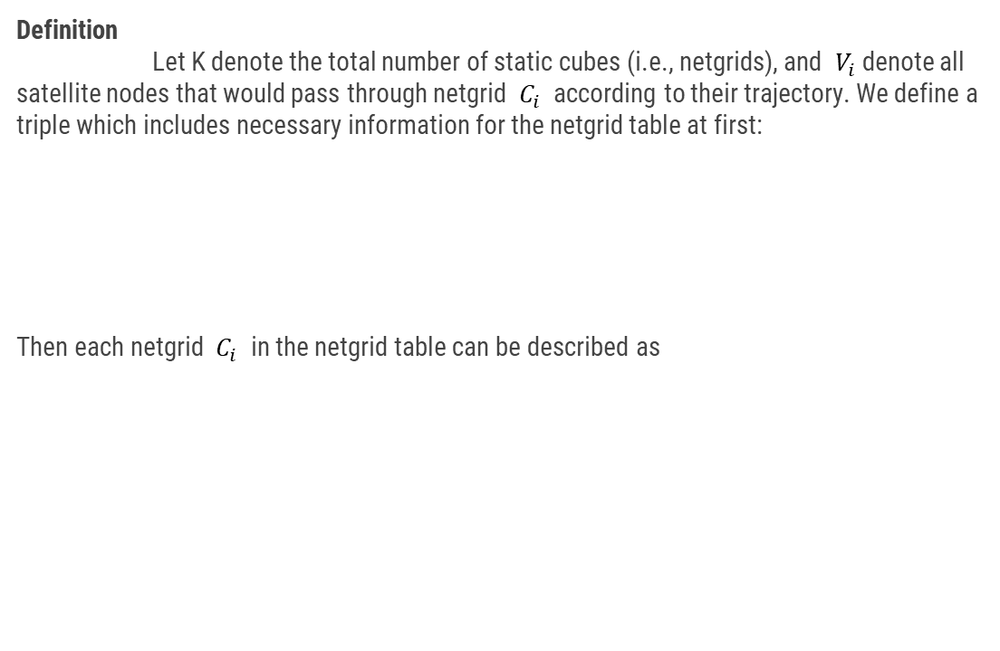 Definition
Let K denote the total number of static cubes (i.e., netgrids), and V_i denote all
satellite nodes that would pass through netgrid C_i according to their trajectory. We define a
triple which includes necessary information for the netgrid table at first:
Then each netgrid C_i in the netgrid table can be described as